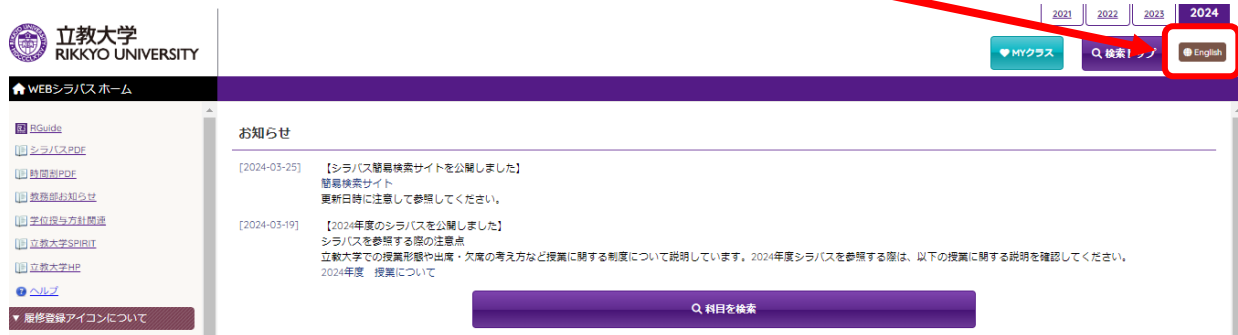 2021 2022 2023 2024
立教大学
RIKKYO UNIVERSITY
MYクラス 検索トップ English
WEBシラバス ホーム
RGuide
シラバスPDF
時間割PDF
教務部お知らせ
学位授与方針関連
立教大学SPIRIT
立教大学HP
ヘルプ
▼ 履修登録アイコンについて
お知らせ
[2024-03-25] 【シラバス簡易検索サイトを公開しました】
簡易検索サイト
更新日時に注意して参照してください。
[2024-03-19] 【2024年度のシラバスを公開しました】
シラバスを参照する際の注意点
立教大学での授業形態や出席・欠席の考え方など授業に関する制度について説明しています。2024年度シラバスを参照する際は、以下の授業に関する説明を確認してください。
2024年度 授業について
科目を検索